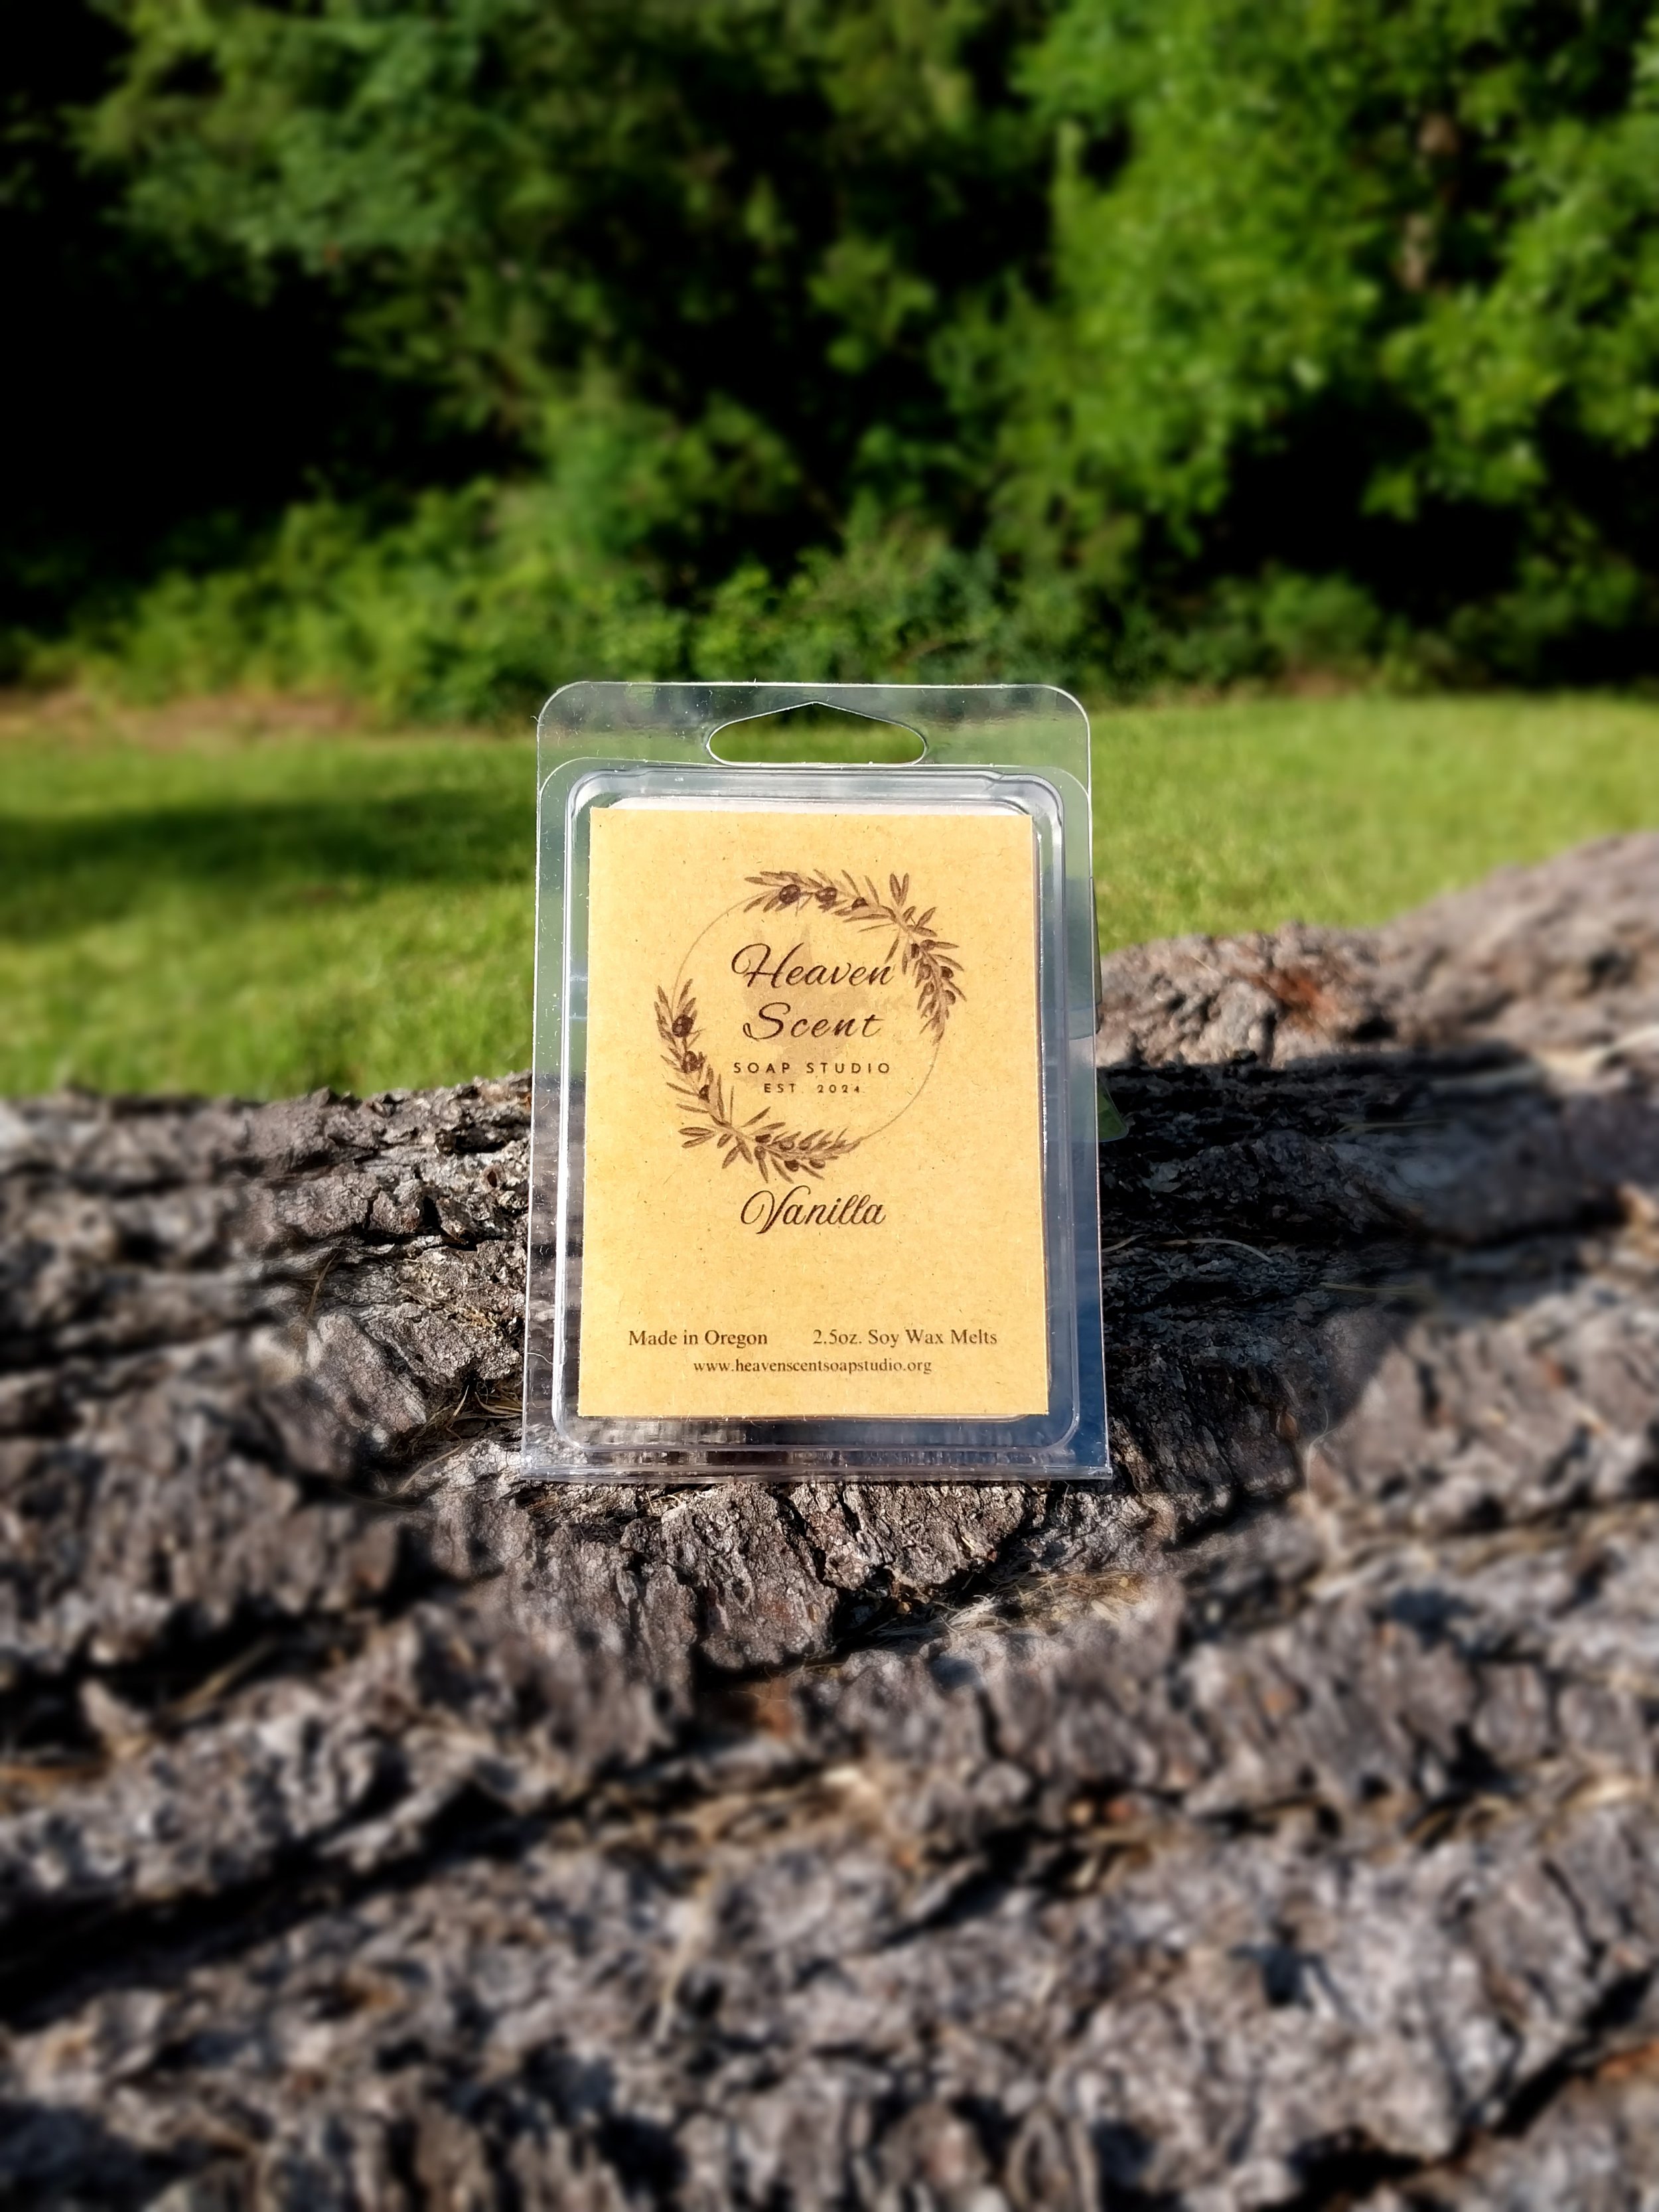 Heaven
Scent
SOAP STUDIO
EST. 2024
Vanilla
Made in Oregon 2.5oz. Soy Wax Melts
www.heavenscentsoapstudio.org